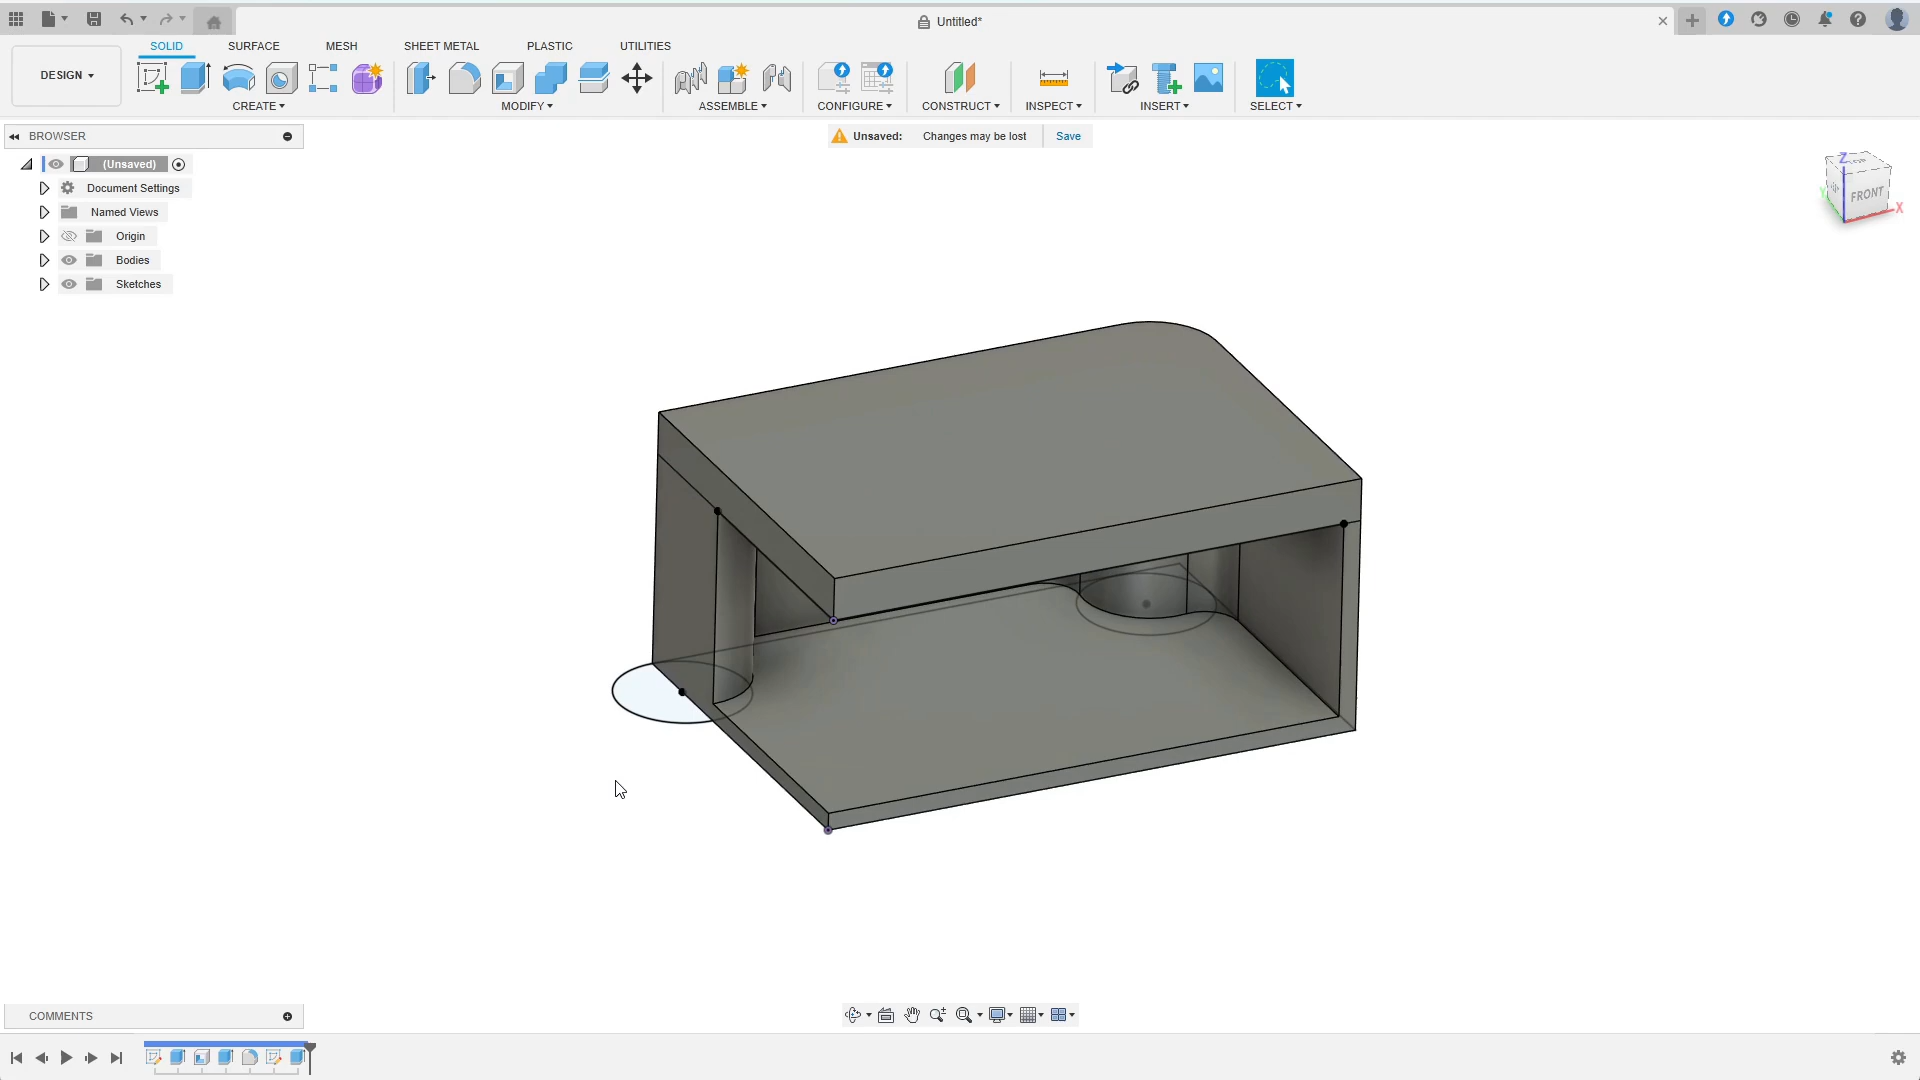 Untitled*
SOLID
SURFACE
MESH
SHEET METAL
PLASTIC
UTILITIES
DESIGN
CREATE
MODIFY
ASSEMBLE
CONFIGURE
CONSTRUCT
INSPECT
INSERT
SELECT
BROWSER
Unsaved: Changes may be lost Save
(Unsaved)
Document Settings
Named Views
Origin
Bodies
Sketches
Z
FRONT
X
Y
COMMENTS